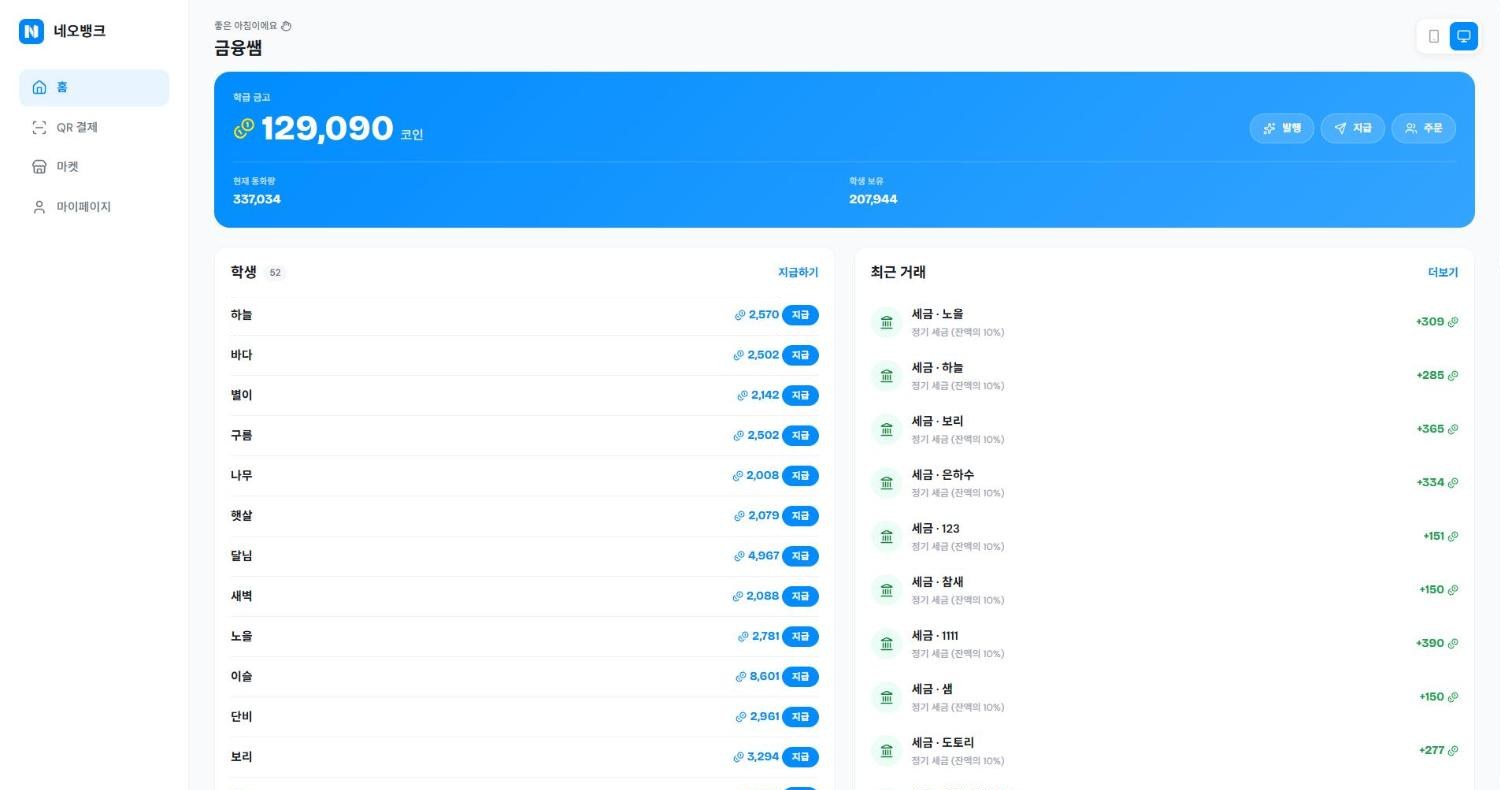 네오뱅크
홈
QR 결제
마켓
마이페이지
좋은 아침이에요
금융쌤
학급 금고
129,090 코인
발행
지급
주문
현재 통화량
337,034
학생 보유
207,944
학생 52
지급하기
하늘 2,570 지급
바다 2,502 지급
별이 2,142 지급
구름 2,502 지급
나무 2,008 지급
햇살 2,079 지급
달님 4,967 지급
새벽 2,088 지급
노을 2,781 지급
이슬 8,601 지급
단비 2,961 지급
보리 3,294 지급
최근 거래
더보기
세금 · 노을
정기 세금 (잔액의 10%)
+309
세금 · 하늘
정기 세금 (잔액의 10%)
+285
세금 · 보리
정기 세금 (잔액의 10%)
+365
세금 · 은하수
정기 세금 (잔액의 10%)
+334
세금 · 123
정기 세금 (잔액의 10%)
+151
세금 · 참새
정기 세금 (잔액의 10%)
+150
세금 · 1111
정기 세금 (잔액의 10%)
+390
세금 · 샘
정기 세금 (잔액의 10%)
+150
세금 · 도토리
정기 세금 (잔액의 10%)
+277